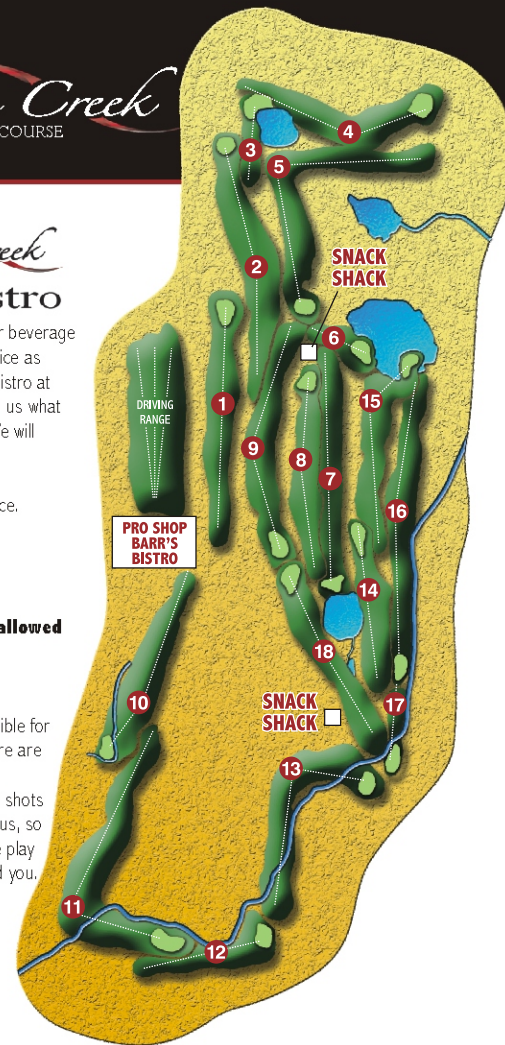 Creek
COURSE
reek
stro
r beverage
ice as
istro at
us what
e will
ce.
allowed
ible for
re are
shots
us, so
e play
d you.
4
3
5
2
SNACK
SHACK
6
DRIVING
RANGE
1
15
9
8
7
16
PRO SHOP
BARR'S
BISTRO
14
18
10
SNACK
SHACK
17
13
11
12